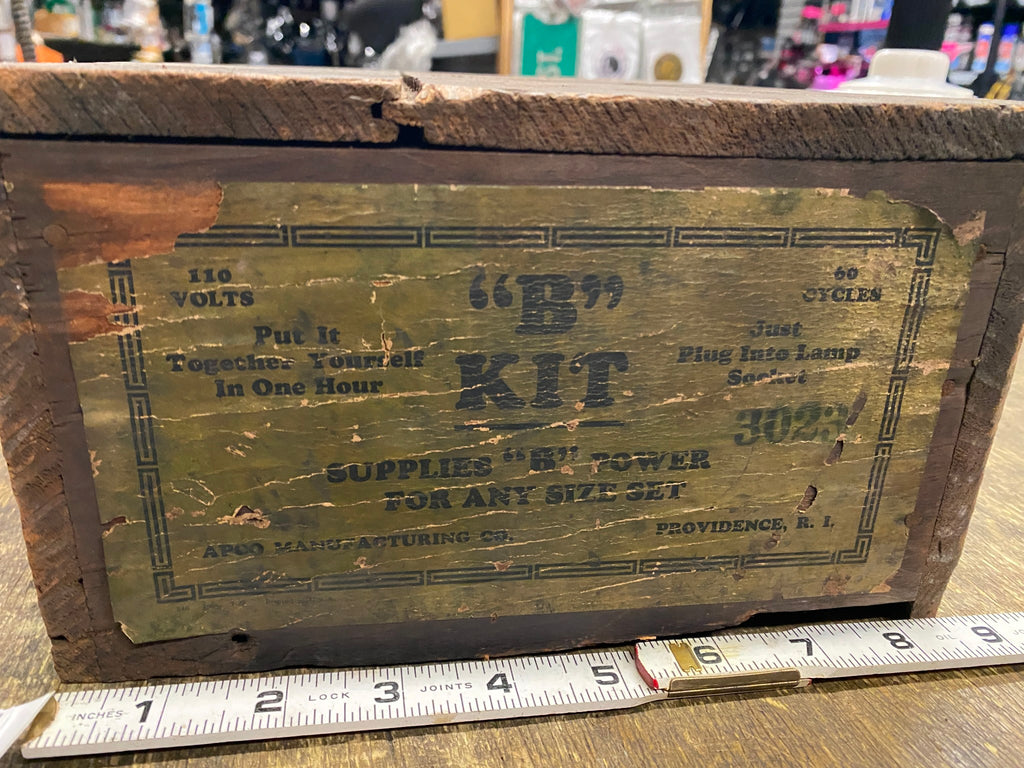 110
VOLTS
Put It
Together Yourself
In One Hour
“B”
KIT
60
CYCLES
Just
Plug Into Lamp
Socket
3023
SUPPLIES “B” POWER
FOR ANY SIZE SET
APCO MANUFACTURING CO.
PROVIDENCE, R. I.
INCHES 1 2 LOCK 3 JOINTS 4 5 6 7 8 OIL 9